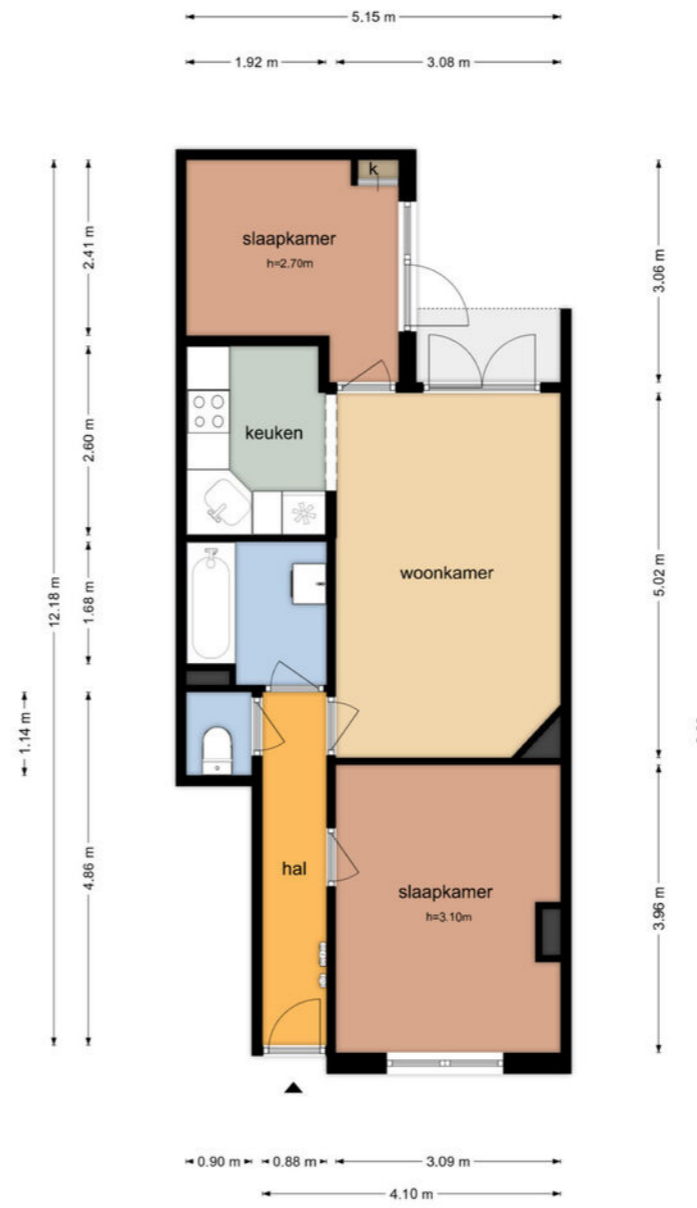 5.15 m
1.92 m
3.08 m
k
slaapkamer
h=2.70m
2.41 m
3.06 m
keuken
2.60 m
woonkamer
5.02 m
12.18 m
1.68 m
1.14 m
4.86 m
hal
slaapkamer
h=3.10m
3.96 m
0.90 m
0.88 m
3.09 m
4.10 m